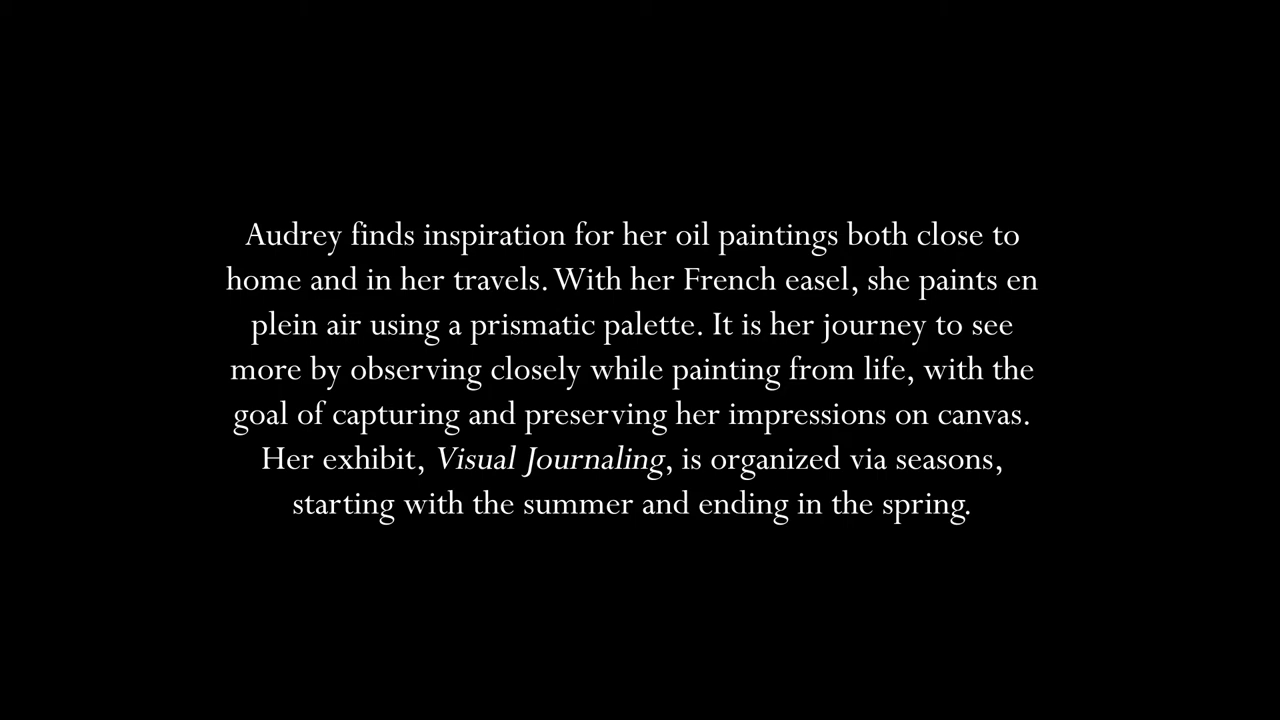 Audrey finds inspiration for her oil paintings both close to
home and in her travels. With her French easel, she paints en
plein air using a prismatic palette. It is her journey to see
more by observing closely while painting from life, with the
goal of capturing and preserving her impressions on canvas.
Her exhibit, Visual Journaling, is organized via seasons,
starting with the summer and ending in the spring.